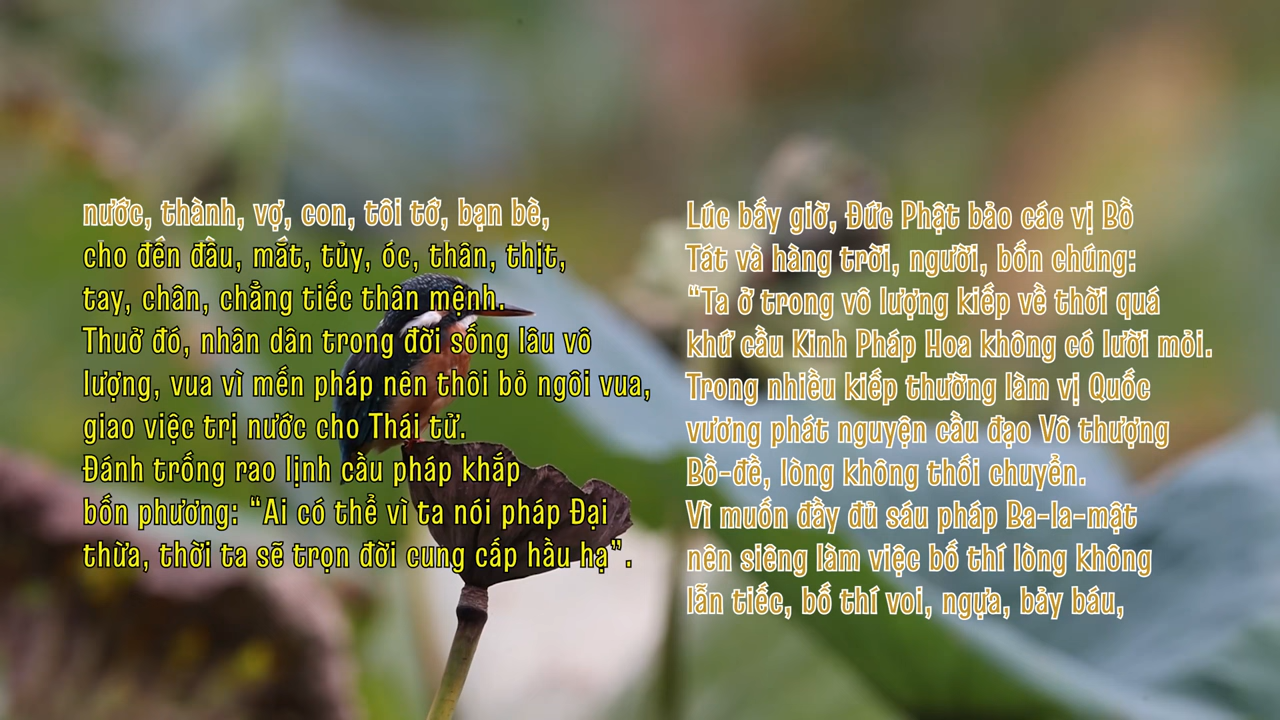 nước, thành, vợ, con, tôi tớ, bạn bè,
cho đến đầu, mắt, tủy, óc, thân, thịt,
tay, chân, chẳng tiếc thân mệnh.
Thuở đó, nhân dân trong đời sống lâu vô
lượng, vua vì mến pháp nên thôi bỏ ngôi vua,
giao việc trị nước cho Thái tử.
Đánh trống rao lịnh cầu pháp khắp
bốn phương: “Ai có thể vì ta nói pháp Đại
thừa, thời ta sẽ trọn đời cung cấp hầu hạ”.
Lúc bấy giờ, Đức Phật bảo các vị Bồ
Tát và hàng trời, người, bốn chúng:
“Ta ở trong vô lượng kiếp về thời quá
khứ cầu Kinh Pháp Hoa không có lười mỏi.
Trong nhiều kiếp thường làm vị Quốc
vương phát nguyện cầu đạo Vô thượng
Bồ-đề, lòng không thối chuyển.
Vì muốn đầy đủ sáu pháp Ba-la-mật
nên siêng làm việc bố thí lòng không
lẫn tiếc, bố thí voi, ngựa, bảy báu,